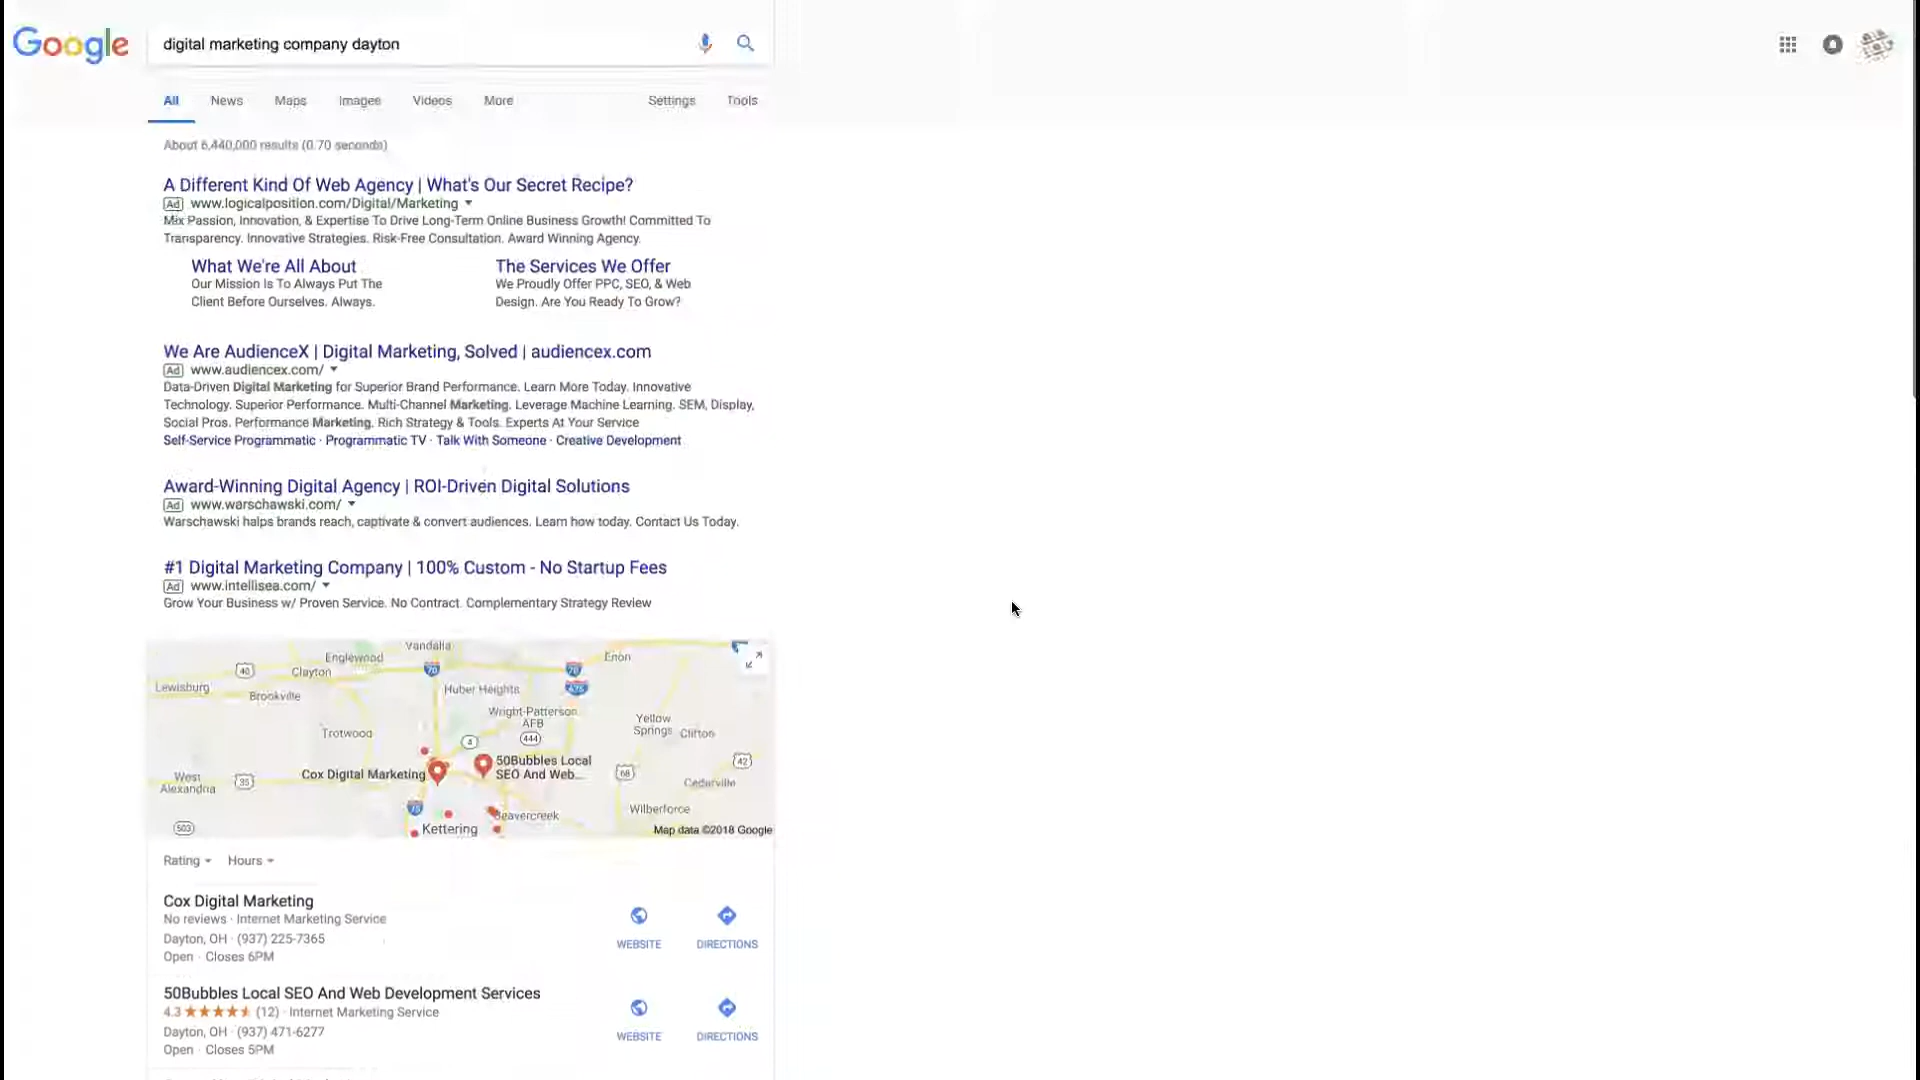 Google
digital marketing company dayton
All News Maps Images Videos More Settings Tools
About 6,440,000 results (0.70 seconds)
A Different Kind Of Web Agency | What's Our Secret Recipe?
Ad www.logicalposition.com/Digital/Marketing
Mix Passion, Innovation, & Expertise To Drive Long-Term Online Business Growth! Committed To
Transparency. Innovative Strategies. Risk-Free Consultation. Award Winning Agency.
What We're All About
Our Mission Is To Always Put The
Client Before Ourselves. Always.
The Services We Offer
We Proudly Offer PPC, SEO, & Web
Design. Are You Ready To Grow?
We Are AudienceX | Digital Marketing, Solved | audiencex.com
Ad www.audiencex.com/
Data-Driven Digital Marketing for Superior Brand Performance. Learn More Today. Innovative
Technology. Superior Performance. Multi-Channel Marketing. Leverage Machine Learning. SEM, Display,
Social Pros. Performance Marketing. Rich Strategy & Tools. Experts At Your Service
Self-Service Programmatic · Programmatic TV · Talk With Someone · Creative Development
Award-Winning Digital Agency | ROI-Driven Digital Solutions
Ad www.warschawski.com/
Warschawski helps brands reach, captivate & convert audiences. Learn how today. Contact Us Today.
#1 Digital Marketing Company | 100% Custom - No Startup Fees
Ad www.intellisea.com/
Grow Your Business w/ Proven Service. No Contract. Complementary Strategy Review
Vandalia
Englewood
Enon
40
Clayton
70
70
675
Lewisburg
Brookville
Huber Heights
Wright-Patterson
AFB
Yellow
Springs
Clifton
Trotwood
4
444
Cox Digital Marketing
50Bubbles Local
SEO And Web...
42
68
West
Alexandria
35
Cedarville
75
Wilberforce
Beavercreek
503
Kettering
Map data ©2018 Google
Rating Hours
Cox Digital Marketing
No reviews · Internet Marketing Service
Dayton, OH · (937) 225-7365
Open · Closes 6PM
WEBSITE DIRECTIONS
50Bubbles Local SEO And Web Development Services
4.3 (12) · Internet Marketing Service
Dayton, OH · (937) 471-6277
Open · Closes 5PM
WEBSITE DIRECTIONS